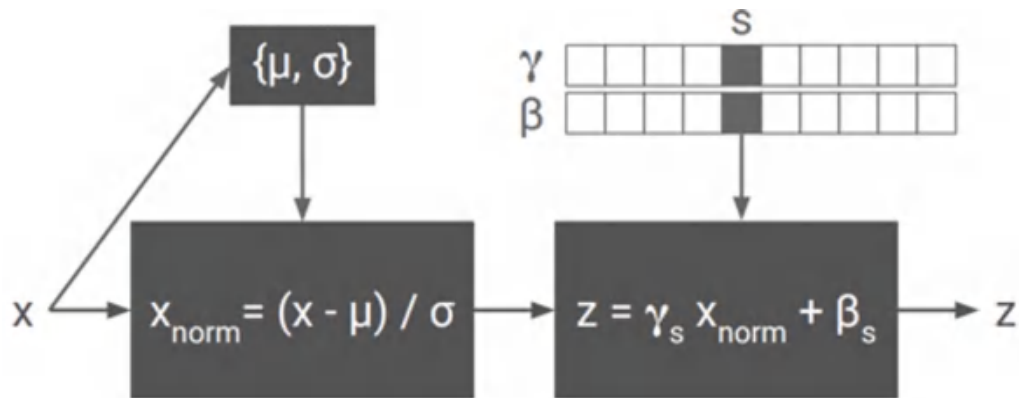 {μ, σ}
s
γ
β
x
x_norm = (x - μ) / σ
z = γ_s x_norm + β_s
z